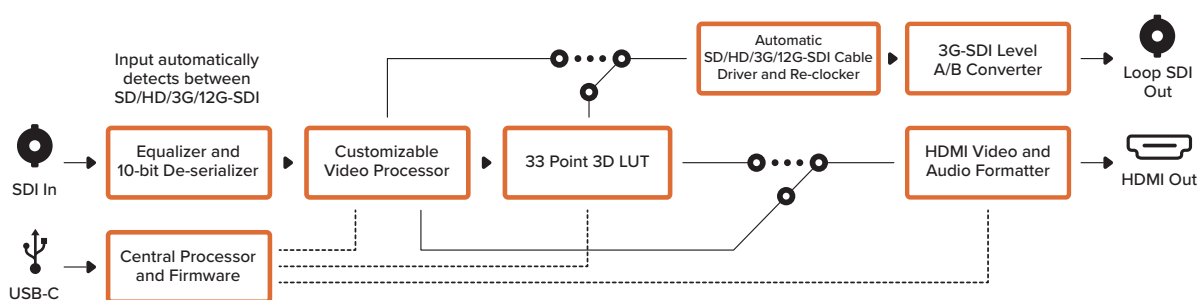 Input automatically
detects between
SD/HD/3G/12G-SDI
Automatic
SD/HD/3G/12G-SDI Cable
Driver and Re-clocker
3G-SDI Level
A/B Converter
Loop SDI
Out
SDI In
Equalizer and
10-bit De-serializer
Customizable
Video Processor
33 Point 3D LUT
HDMI Video and
Audio Formatter
HDMI Out
USB-C
Central Processor
and Firmware